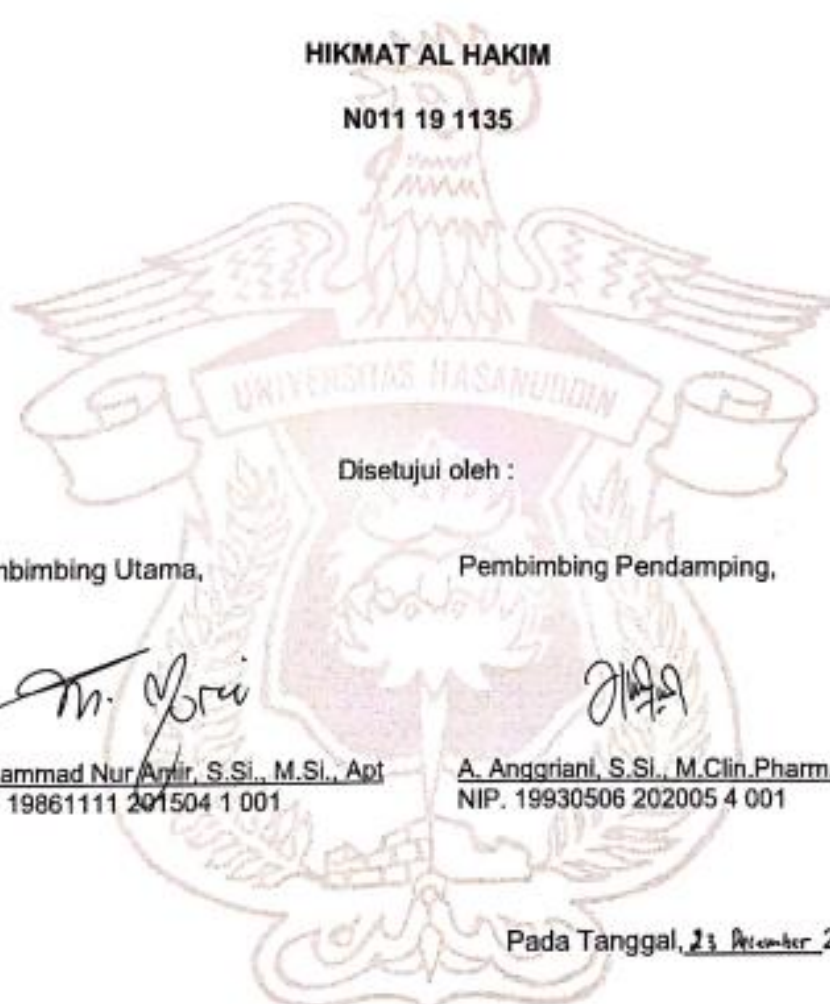 HIKMAT AL HAKIM
N011 19 1135
UNIVERSITAS HASANUDDIN
Disetujui oleh :
mbimbing Utama,
Pembimbing Pendamping,
ammad Nur Amir, S.Si., M.Si., Apt
19861111 201504 1 001
A. Anggriani, S.Si., M.Clin.Pharm
NIP. 19930506 202005 4 001
Pada Tanggal, 23 Desember 2